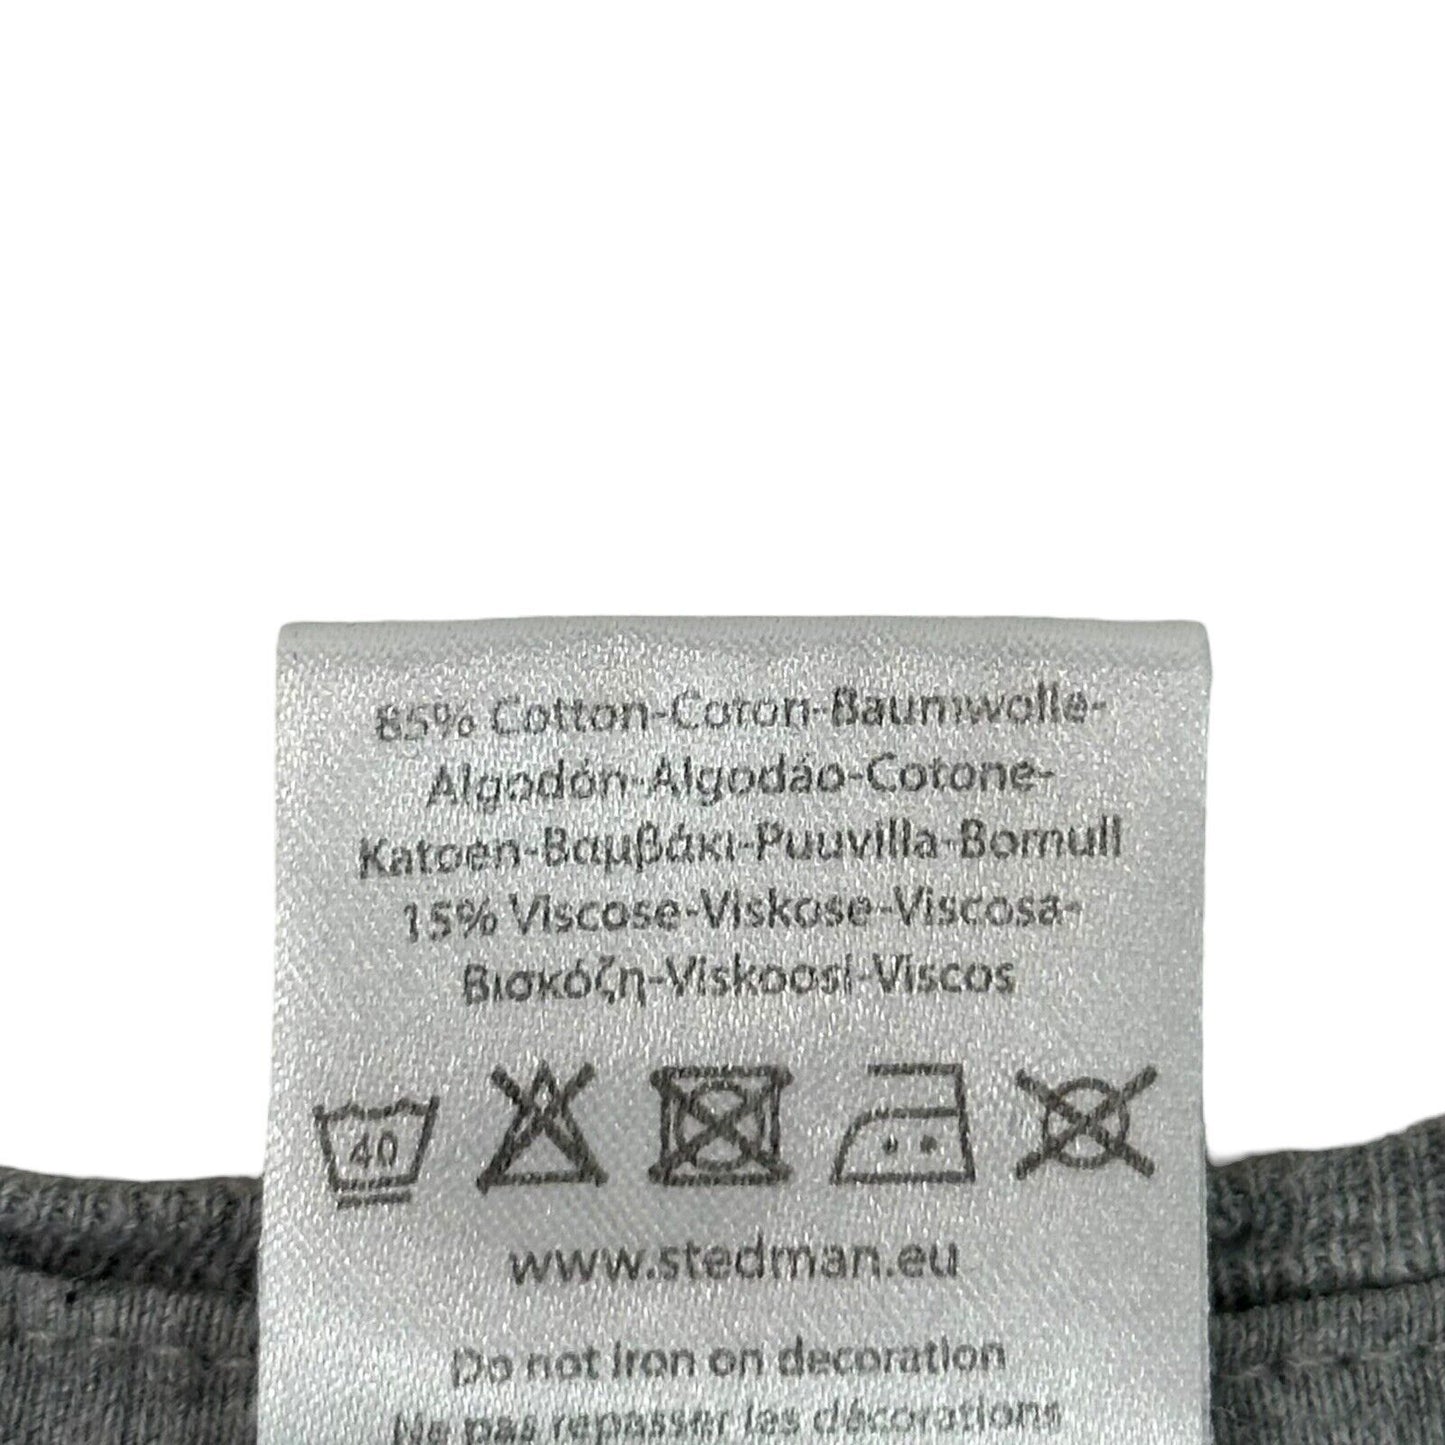 85% Cotton-Coton-Baumwolle-
Algodón-Algodão-Cotone-
Katoen-Βαμβάκι-Puuvilla-Bomull
15% Viscose-Viskose-Viscosa-
Βισκόζη-Viskoosi-Viscos
40
www.stedman.eu
Do not iron on decoration
Ne pas repasser les décorations